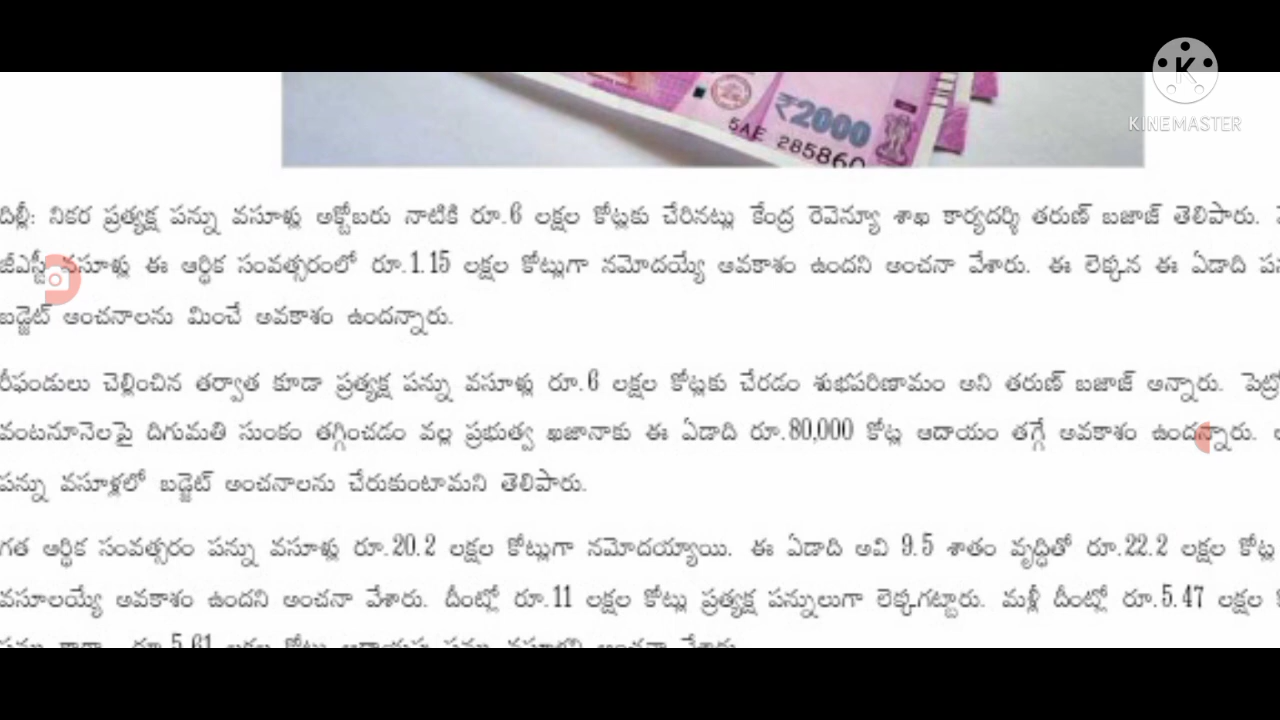 KINEMASTER
₹2000
5AE 285860
దిల్లీ: నికర ప్రత్యక్ష పన్ను వసూళ్లు అక్టోబరు నాటికి రూ.6 లక్షల కోట్లకు చేరినట్లు కేంద్ర రెవెన్యూ శాఖ కార్యదర్శి తరుణ్ బజాజ్ తెలిపారు.
జీఎస్టీ వసూళ్లు ఈ ఆర్థిక సంవత్సరంలో రూ.1.15 లక్షల కోట్లుగా నమోదయ్యే అవకాశం ఉందని అంచనా వేశారు. ఈ లెక్కన ఈ ఏడాది
బడ్జెట్ అంచనాలను మించే అవకాశం ఉందన్నారు.
రీఫండులు చెల్లించిన తర్వాత కూడా ప్రత్యక్ష పన్ను వసూళ్లు రూ.6 లక్షల కోట్లకు చేరడం శుభపరిణామం అని తరుణ్ బజాజ్ అన్నారు.
వంటనూనెలపై దిగుమతి సుంకం తగ్గించడం వల్ల ప్రభుత్వ ఖజానాకు ఈ ఏడాది రూ.80,000 కోట్ల ఆదాయం తగ్గే అవకాశం ఉందన్నారు.
పన్ను వసూళ్లలో బడ్జెట్ అంచనాలను చేరుకుంటామని తెలిపారు.
గత ఆర్థిక సంవత్సరం పన్ను వసూళ్లు రూ.20.2 లక్షల కోట్లుగా నమోదయ్యాయి. ఈ ఏడాది అవి 9.5 శాతం వృద్ధితో రూ.22.2 లక్షల కోట్ల
వసూలయ్యే అవకాశం ఉందని అంచనా వేశారు. దీంట్లో రూ.11 లక్షల కోట్లు ప్రత్యక్ష పన్నులుగా లెక్కగట్టారు. మళ్లీ దీంట్లో రూ.5.47 లక్షల